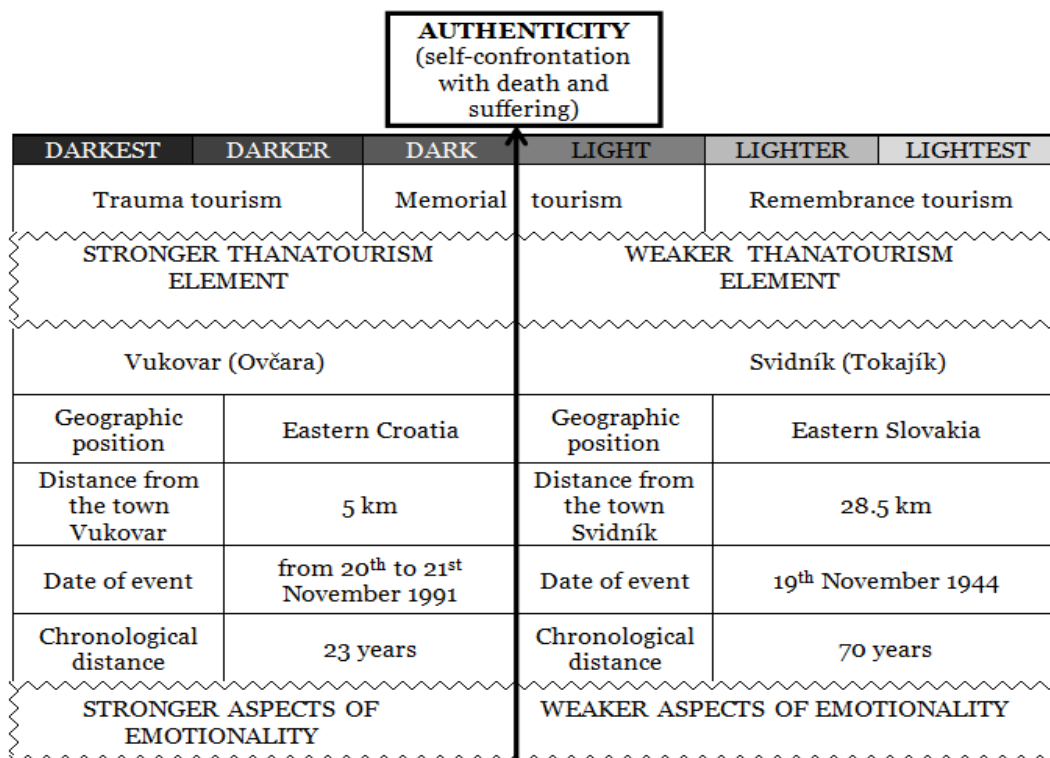 AUTHENTICITY
(self-confrontation
with death and
suffering)
DARKEST DARKER DARK LIGHT LIGHTER LIGHTEST
Trauma tourism Memorial tourism Remembrance tourism
STRONGER THANATOURISM
ELEMENT
WEAKER THANATOURISM
ELEMENT
Vukovar (Ovčara) Svidník (Tokajík)
Geographic
position
Eastern Croatia
Geographic
position
Eastern Slovakia
Distance from
the town
Vukovar
5 km
Distance from
the town
Svidník
28.5 km
Date of event
from 20th to 21st
November 1991
Date of event
19th November 1944
Chronological
distance
23 years
Chronological
distance
70 years
STRONGER ASPECTS OF
EMOTIONALITY
WEAKER ASPECTS OF EMOTIONALITY